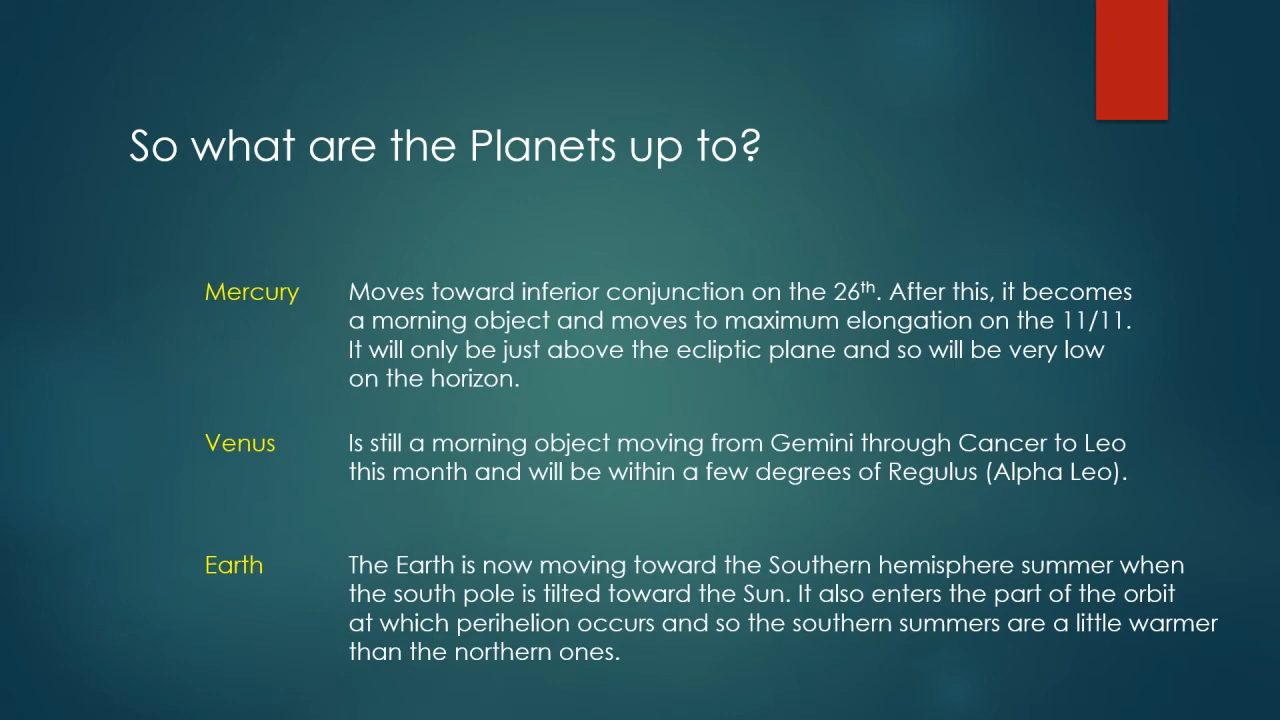 So what are the Planets up to?
Mercury Moves toward inferior conjunction on the 26th. After this, it becomes
a morning object and moves to maximum elongation on the 11/11.
It will only be just above the ecliptic plane and so will be very low
on the horizon.
Venus Is still a morning object moving from Gemini through Cancer to Leo
this month and will be within a few degrees of Regulus (Alpha Leo).
Earth The Earth is now moving toward the Southern hemisphere summer when
the south pole is tilted toward the Sun. It also enters the part of the orbit
at which perihelion occurs and so the southern summers are a little warmer
than the northern ones.